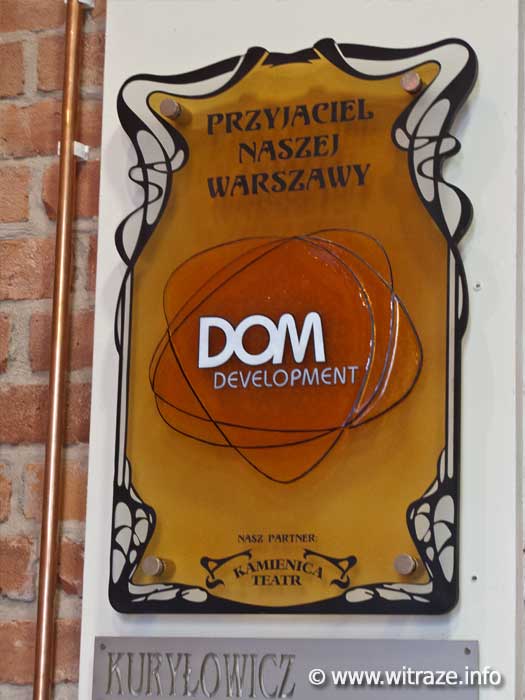 PRZYJACIEL
NASZEJ
WARSZAWY
DOM
DEVELOPMENT
NASZ PARTNER:
KAMIENICA
TEATR
KURYŁOWICZ
© www.witraze.info